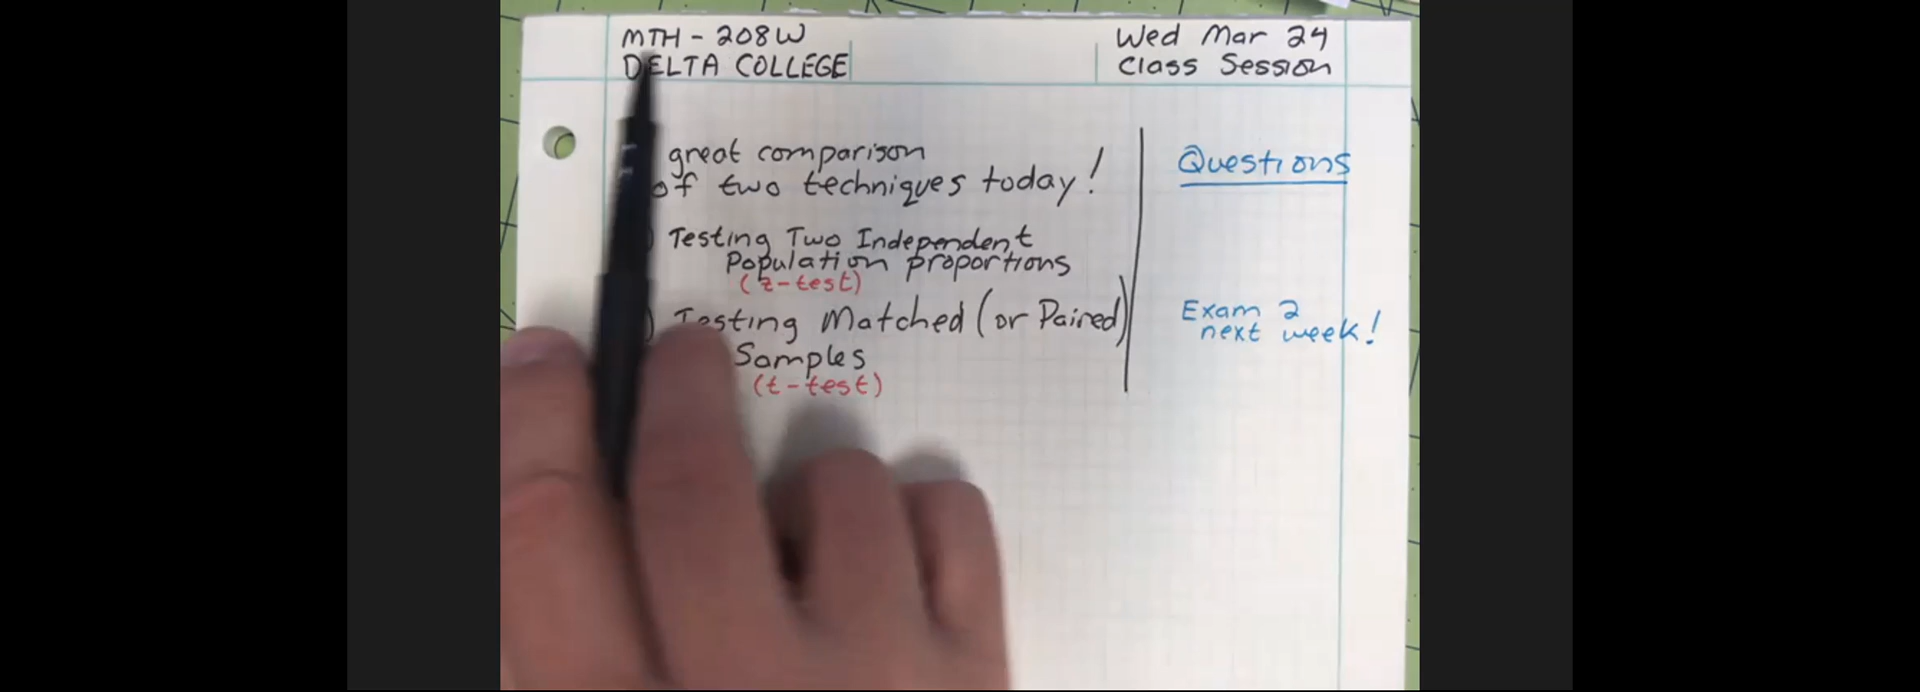 MTH - 208W
DELTA COLLEGE
Wed Mar 24
Class Session
great comparison
of two techniques today!
Testing Two Independent
Population proportions
(z-test)
Testing Matched (or Paired)
Samples
(t-test)
Questions
Exam 2
next week!